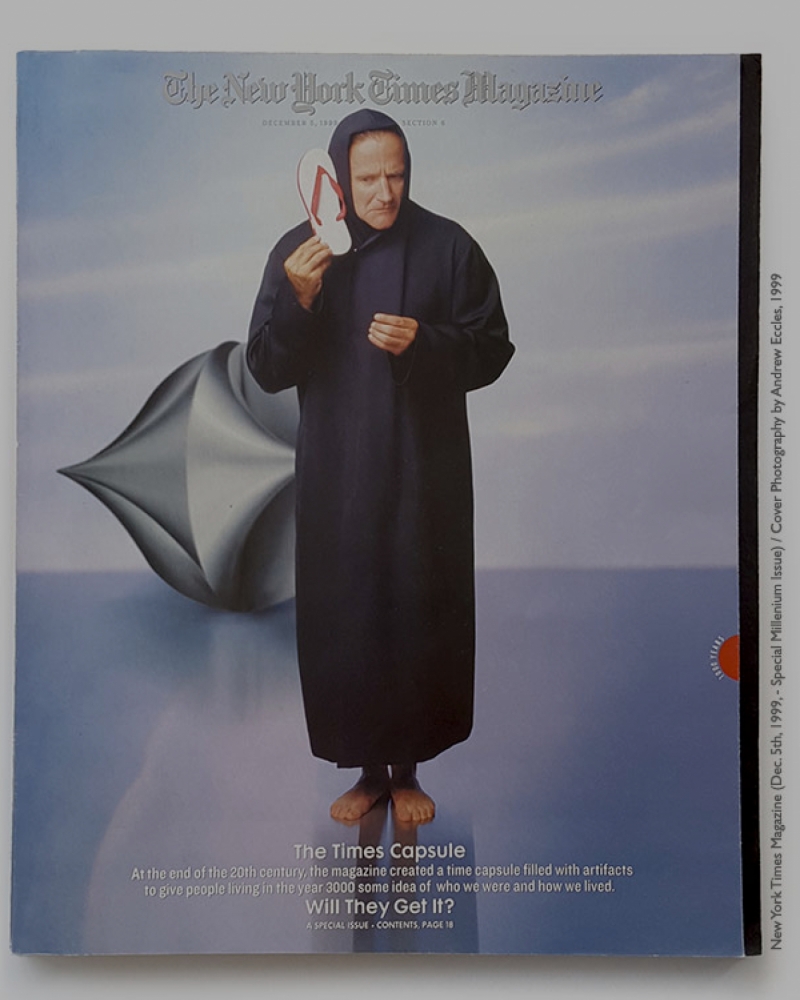 The New York Times Magazine
DECEMBER 5, 1999
SECTION 6
1000 YEARS
The Times Capsule
At the end of the 20th century, the magazine created a time capsule filled with artifacts
to give people living in the year 3000 some idea of who we were and how we lived.
Will They Get It?
A SPECIAL ISSUE • CONTENTS, PAGE 18
New York Times Magazine (Dec. 5th, 1999, - Special Millenium Issue) / Cover Photography by Andrew Eccles, 1999